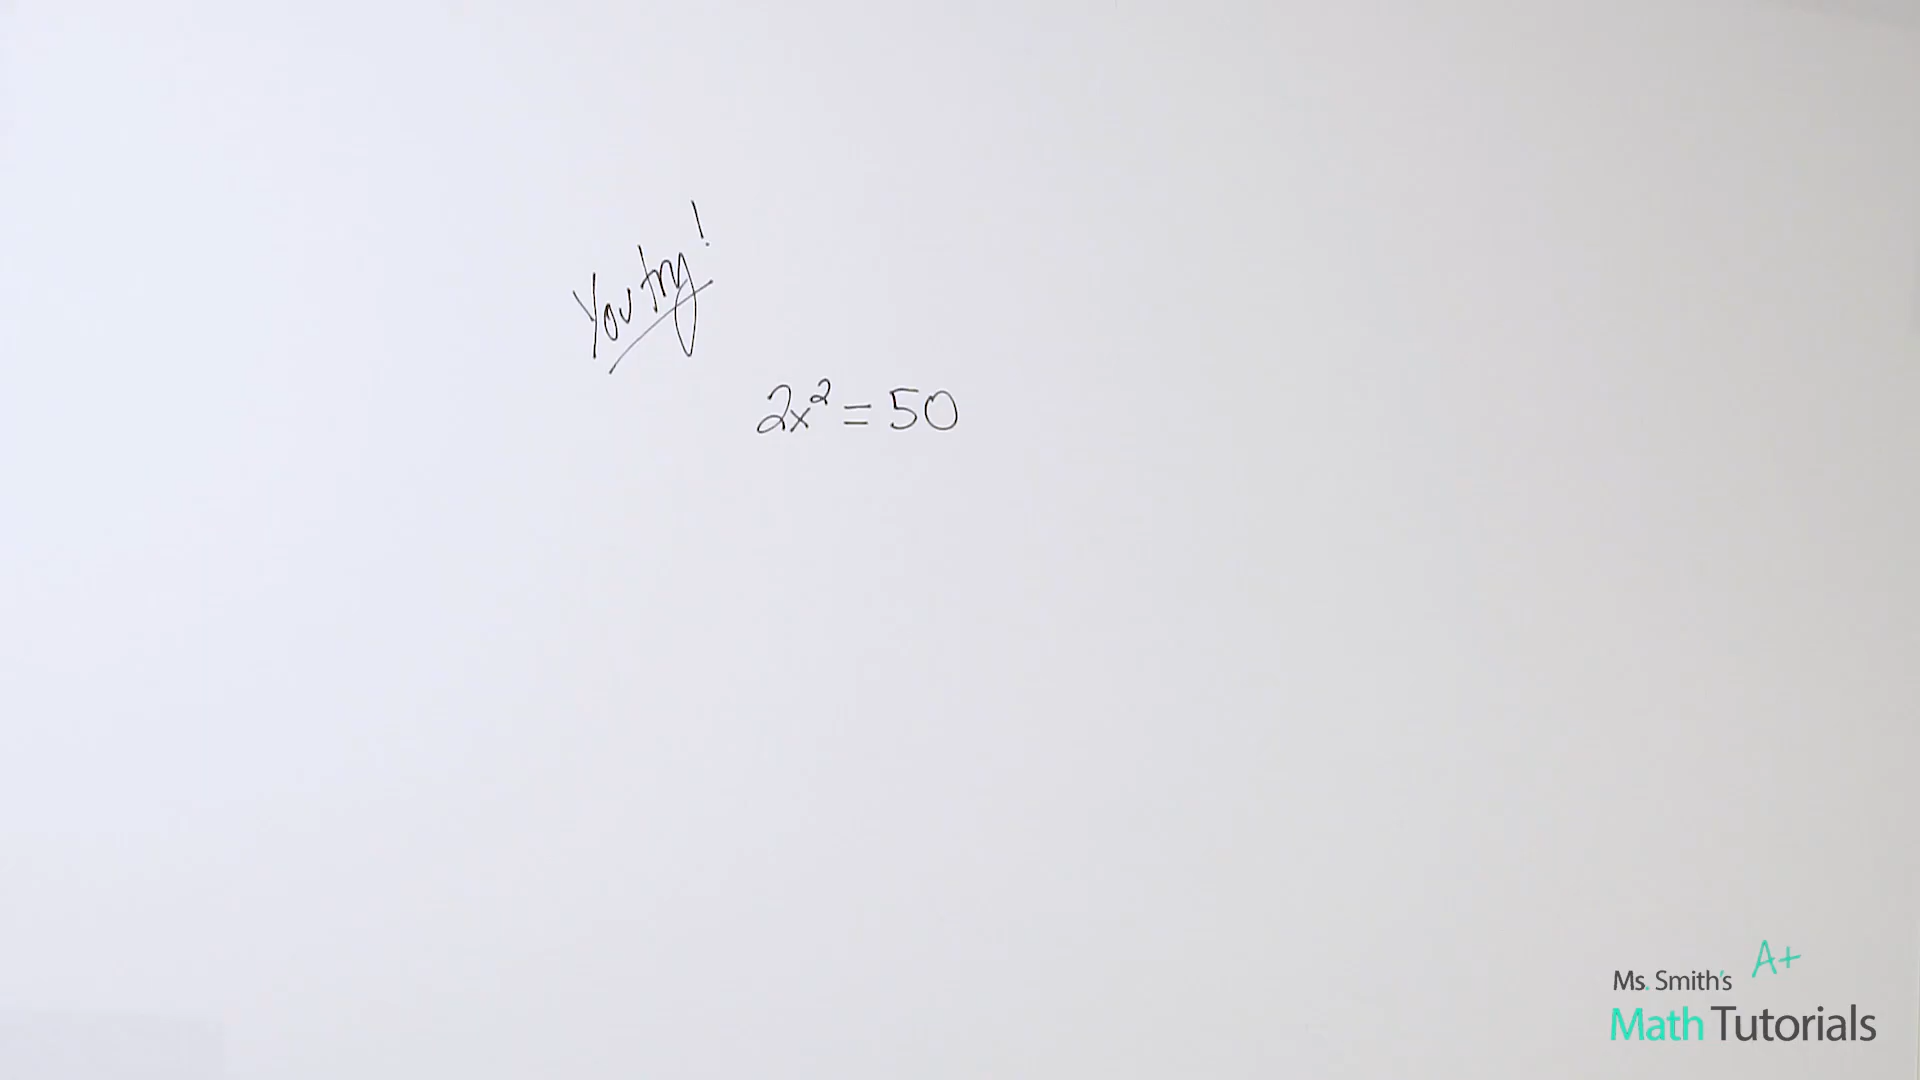 You try!
2x² = 50
A+
Ms. Smith's
Math Tutorials